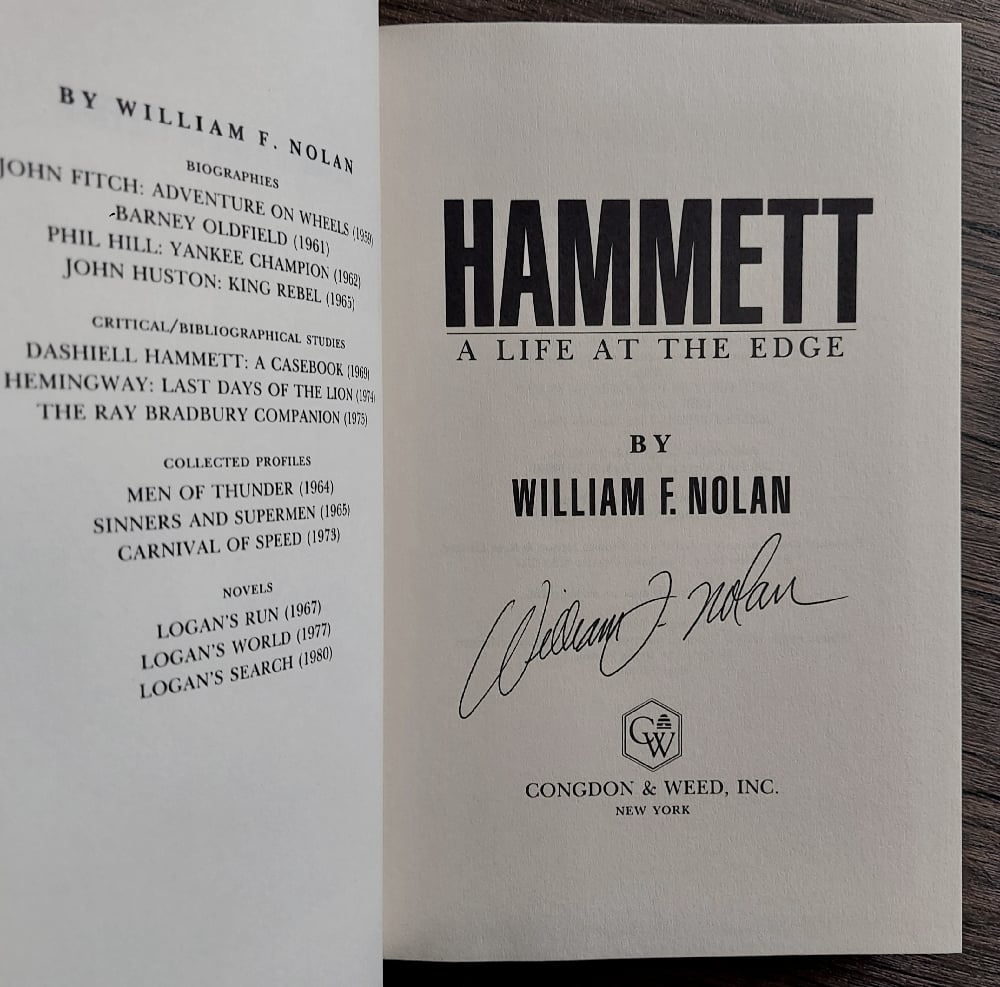 BY WILLIAM F. NOLAN
BIOGRAPHIES
JOHN FITCH: ADVENTURE ON WHEELS (1959)
BARNEY OLDFIELD (1961)
PHIL HILL: YANKEE CHAMPION (1962)
JOHN HUSTON: KING REBEL (1965)
CRITICAL/BIBLIOGRAPHICAL STUDIES
DASHIELL HAMMETT: A CASEBOOK (1969)
HEMINGWAY: LAST DAYS OF THE LION (1974)
THE RAY BRADBURY COMPANION (1975)
COLLECTED PROFILES
MEN OF THUNDER (1964)
SINNERS AND SUPERMEN (1965)
CARNIVAL OF SPEED (1973)
NOVELS
LOGAN'S RUN (1967)
LOGAN'S WORLD (1977)
LOGAN'S SEARCH (1980)
HAMMETT
A LIFE AT THE EDGE
BY
WILLIAM F. NOLAN
William F. Nolan
CW
CONGDON & WEED, INC.
NEW YORK